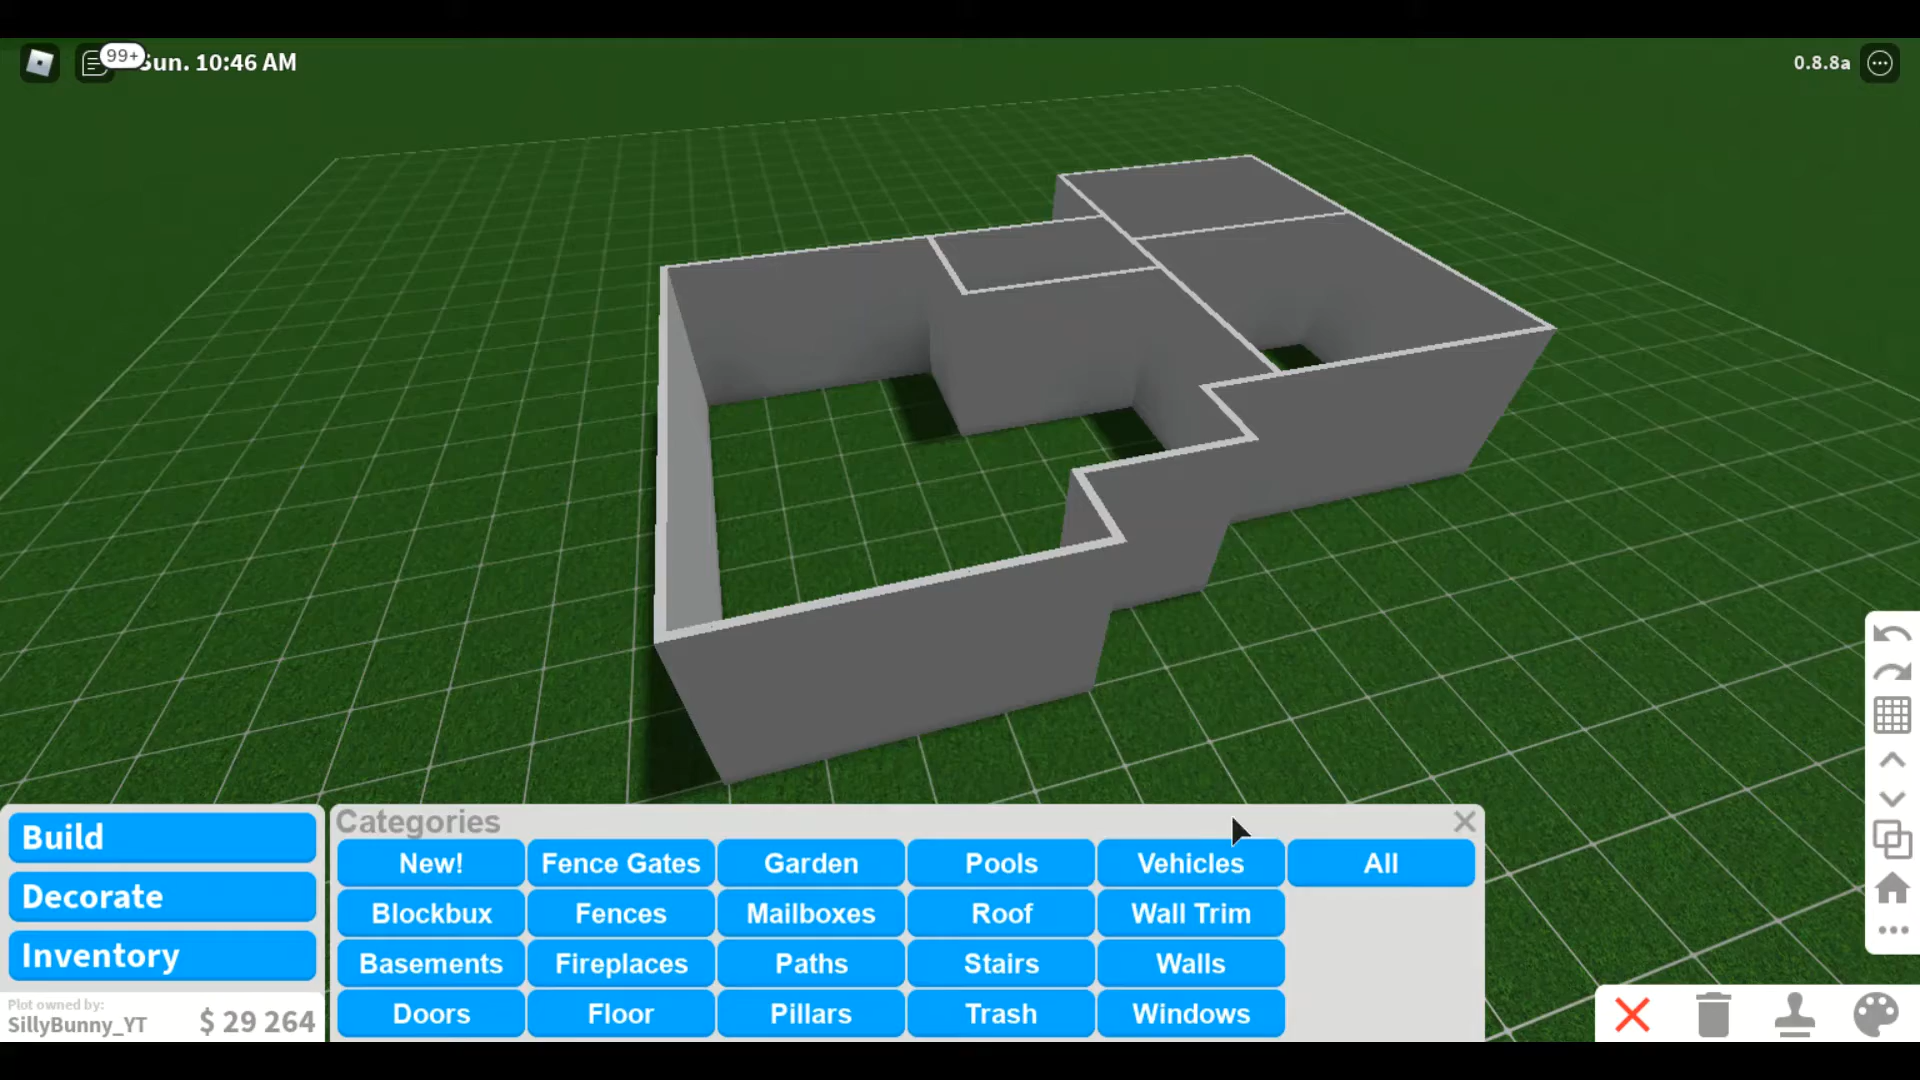 99+
Sun. 10:46 AM
0.8.8a
Build
Decorate
Inventory
Plot owned by:
SillyBunny_YT
$ 29 264
Categories
New! Fence Gates Garden Pools Vehicles All
Blockbux Fences Mailboxes Roof Wall Trim
Basements Fireplaces Paths Stairs Walls
Doors Floor Pillars Trash Windows